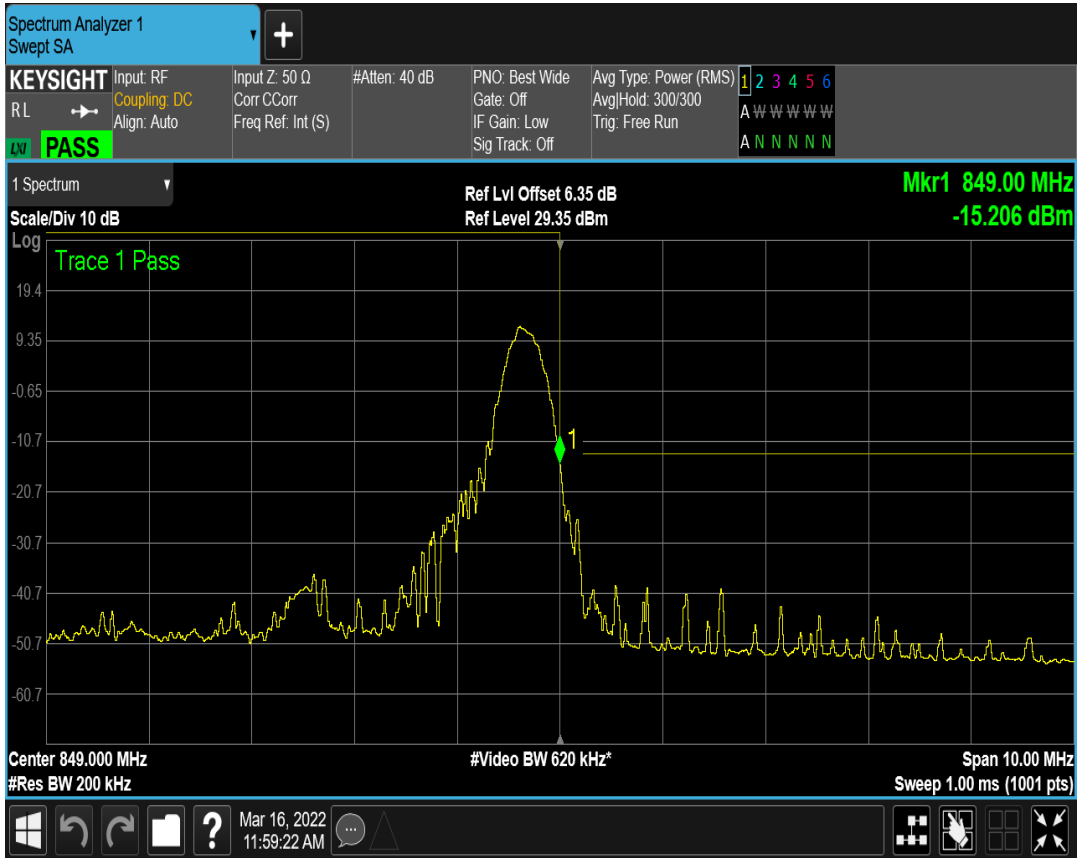 Spectrum Analyzer 1
Swept SA
+
KEYSIGHT
R L
LXI PASS
Input: RF
Coupling: DC
Align: Auto
Input Z: 50 Ω
Corr CCorr
Freq Ref: Int (S)
#Atten: 40 dB
PNO: Best Wide
Gate: Off
IF Gain: Low
Sig Track: Off
Avg Type: Power (RMS)
Avg|Hold: 300/300
Trig: Free Run
1 2 3 4 5 6
A W W W W W
A N N N N N
1 Spectrum
Scale/Div 10 dB
Ref Lvl Offset 6.35 dB
Ref Level 29.35 dBm
Mkr1 849.00 MHz
-15.206 dBm
Log
Trace 1 Pass
19.4
9.35
-0.65
-10.7
-20.7
-30.7
-40.7
-50.7
-60.7
1
Center 849.000 MHz
#Res BW 200 kHz
#Video BW 620 kHz*
Span 10.00 MHz
Sweep 1.00 ms (1001 pts)
?
Mar 16, 2022
11:59:22 AM